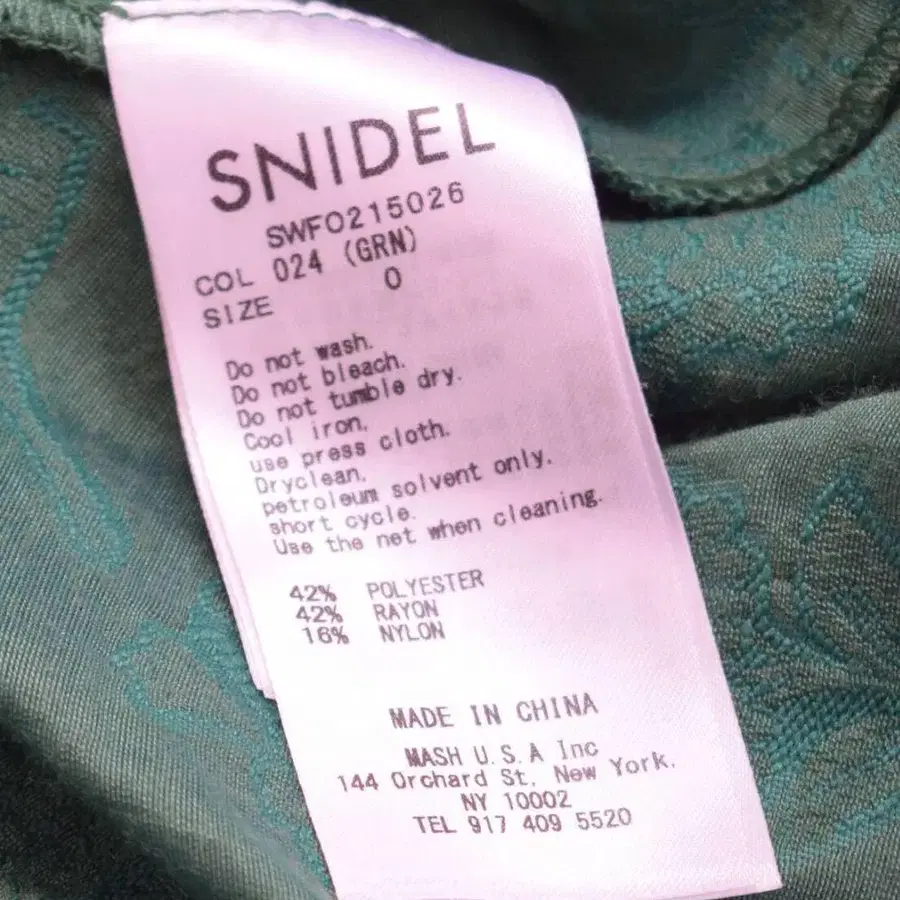 SNIDEL
SWFO215026
COL 024 (GRN)
SIZE 0
Do not wash.
Do not bleach.
Do not tumble dry.
Cool iron,
use press cloth.
Dryclean,
petroleum solvent only.
short cycle.
Use the net when cleaning.
42% POLYESTER
42% RAYON
16% NYLON
MADE IN CHINA
MASH U.S.A Inc
144 Orchard St, New York,
NY 10002
TEL 917 409 5520